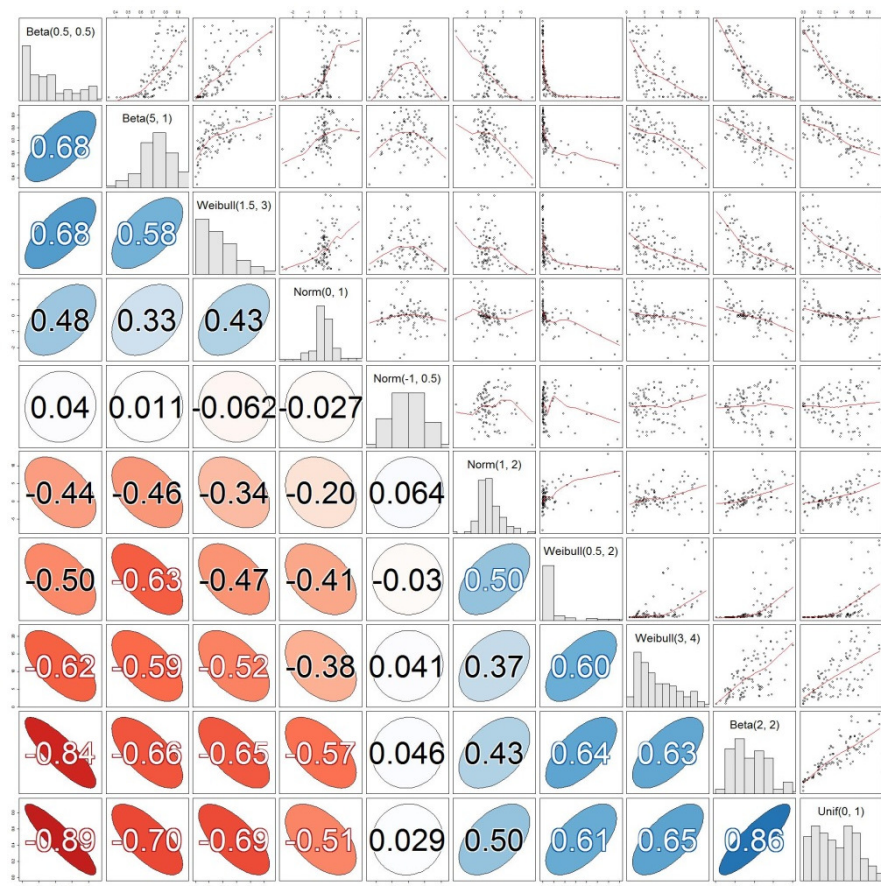 Beta(0.5, 0.5)
0.68 Beta(5, 1)
0.68 0.58 Weibull(1.5, 3)
0.48 0.33 0.43 Norm(0, 1)
0.04 0.011 -0.062 -0.027 Norm(-1, 0.5)
-0.44 -0.46 -0.34 -0.20 0.064 Norm(1, 2)
-0.50 -0.63 -0.47 -0.41 -0.03 0.50 Weibull(0.5, 2)
-0.62 -0.59 -0.52 -0.38 0.041 0.37 0.60 Weibull(3, 4)
-0.84 -0.66 -0.65 -0.57 0.046 0.43 0.64 0.63 Beta(2, 2)
-0.89 -0.70 -0.69 -0.51 0.029 0.50 0.61 0.65 0.86 Unif(0, 1)